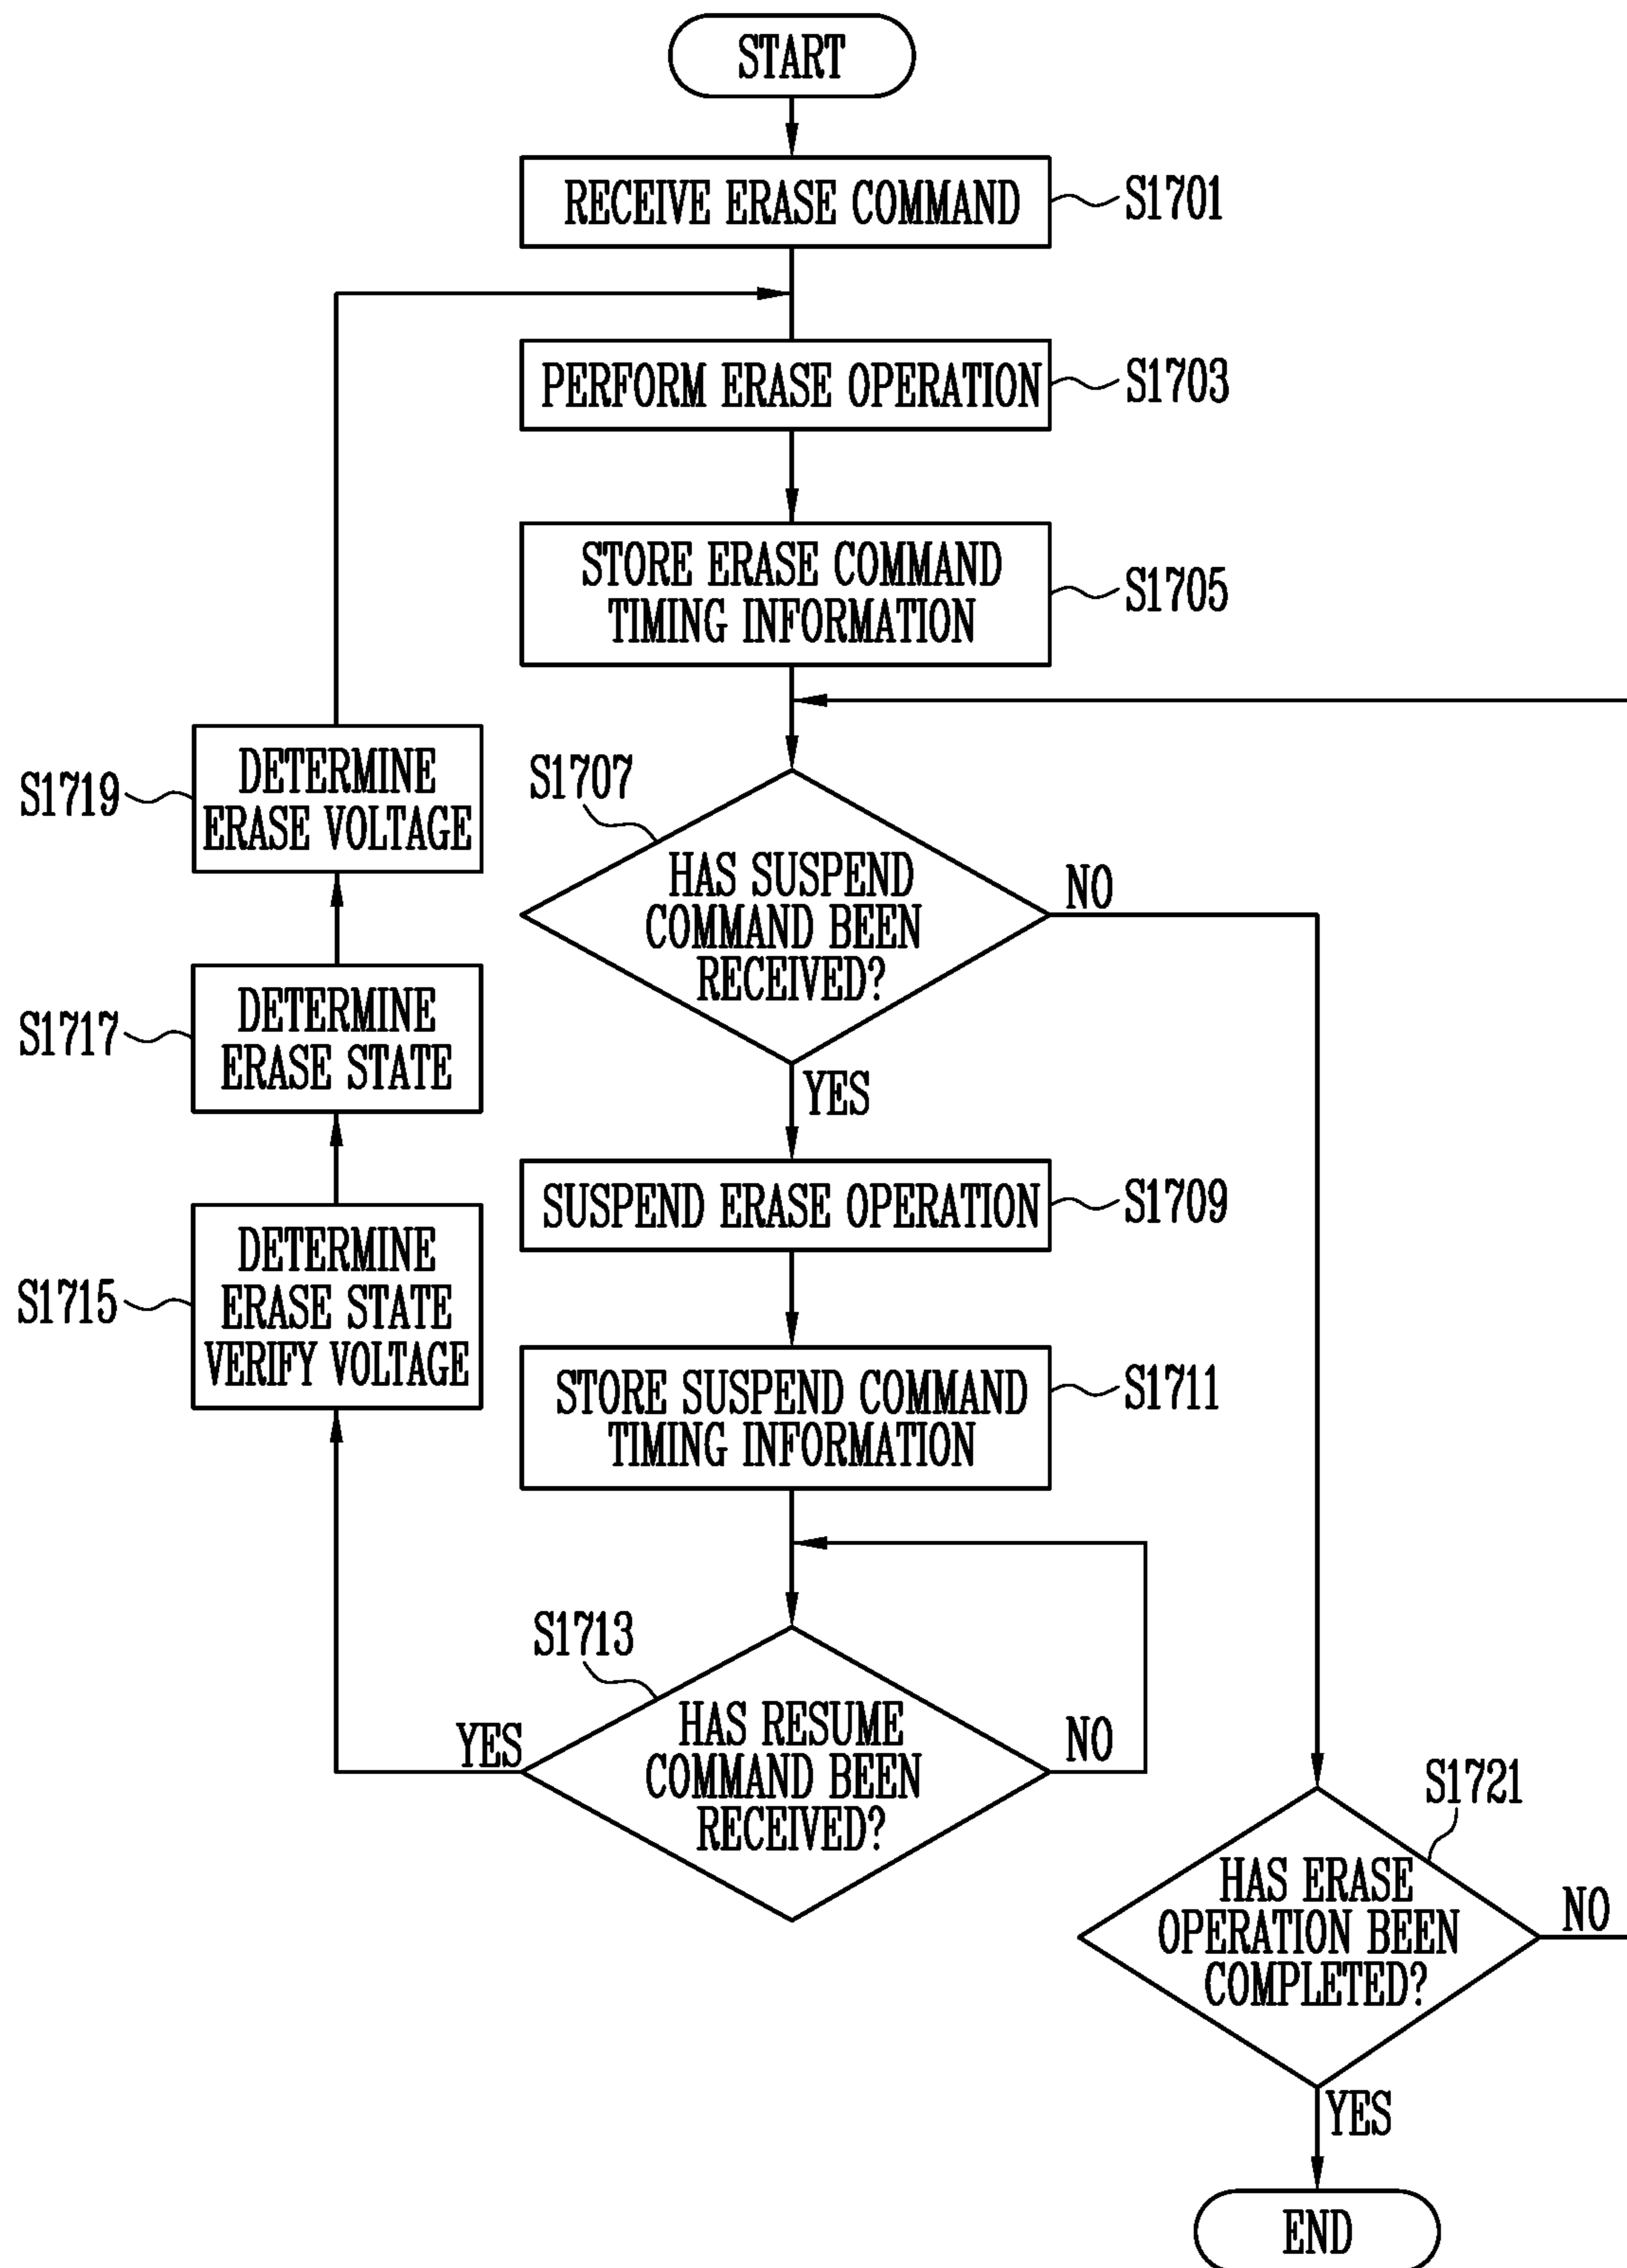 START
RECEIVE ERASE COMMAND
S1701
PERFORM ERASE OPERATION
S1703
STORE ERASE COMMAND
TIMING INFORMATION
S1705
S1707
HAS SUSPEND
COMMAND BEEN
RECEIVED?
NO
YES
SUSPEND ERASE OPERATION
S1709
STORE SUSPEND COMMAND
TIMING INFORMATION
S1711
S1713
HAS RESUME
COMMAND BEEN
RECEIVED?
YES
NO
S1715
DETERMINE
ERASE STATE
VERIFY VOLTAGE
S1717
DETERMINE
ERASE STATE
S1719
DETERMINE
ERASE VOLTAGE
S1721
HAS ERASE
OPERATION BEEN
COMPLETED?
NO
YES
END